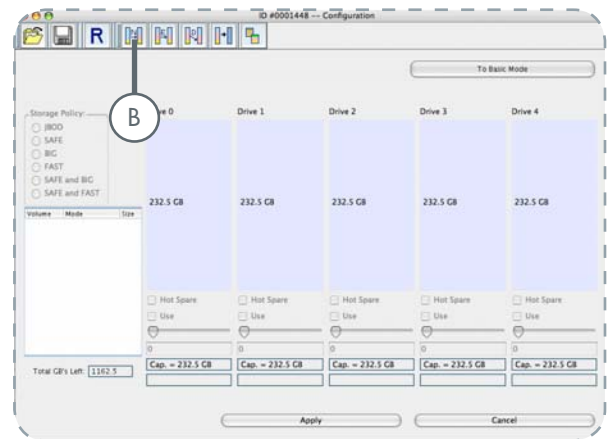 ID #0001448 -- Configuration
R
To Basic Mode
B
Storage Policy:
JBOD
SAFE
BIG
FAST
SAFE and BIG
SAFE and FAST
Volume Mode Size
Drive 1 Drive 2 Drive 3 Drive 4
ve 0
232.5 GB 232.5 GB 232.5 GB 232.5 GB 232.5 GB
Hot Spare Hot Spare Hot Spare Hot Spare Hot Spare
Use Use Use Use Use
0 0 0 0 0
Cap. = 232.5 GB Cap. = 232.5 GB Cap. = 232.5 GB Cap. = 232.5 GB Cap. = 232.5 GB
Total GB's Left: 1162.5
Apply Cancel